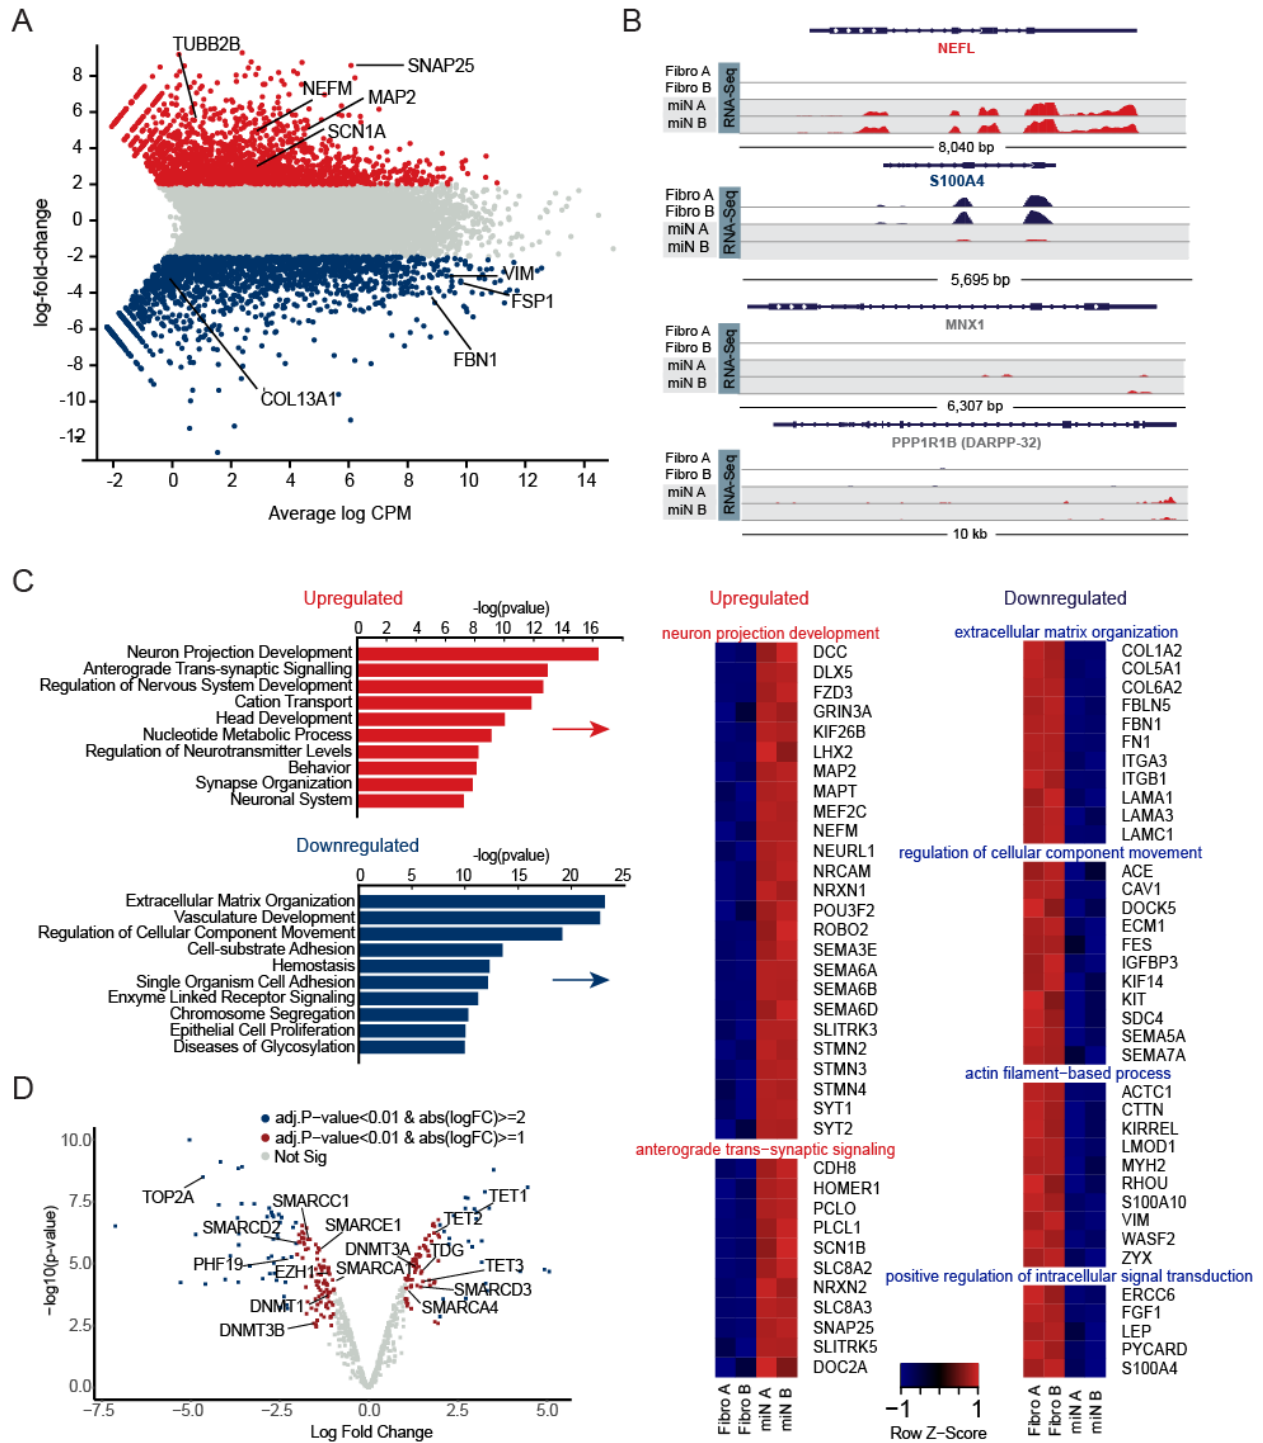 A
TUBB2B
SNAP25
NEFM
MAP2
SCN1A
VIM
FSP1
FBN1
COL13A1
8
6
4
2
0
-2
-4
-6
-8
-10
-12
log-fold-change
-2 0 2 4 6 8 10 12 14
Average log CPM
B
NEFL
Fibro A
Fibro B
miN A
miN B
RNA-Seq
8,040 bp
S100A4
Fibro A
Fibro B
miN A
miN B
RNA-Seq
5,695 bp
MNX1
Fibro A
Fibro B
miN A
miN B
RNA-Seq
6,307 bp
PPP1R1B (DARPP-32)
Fibro A
Fibro B
miN A
miN B
RNA-Seq
10 kb
C
Upregulated
-log(pvalue)
0 2 4 6 8 10 12 14 16
Neuron Projection Development
Anterograde Trans-synaptic Signalling
Regulation of Nervous System Development
Cation Transport
Head Development
Nucleotide Metabolic Process
Regulation of Neurotransmitter Levels
Behavior
Synapse Organization
Neuronal System
Downregulated
-log(pvalue)
0 5 10 15 20 25
Extracellular Matrix Organization
Vasculature Development
Regulation of Cellular Component Movement
Cell-substrate Adhesion
Hemostasis
Single Organism Cell Adhesion
Enxyme Linked Receptor Signaling
Chromosome Segregation
Epithelial Cell Proliferation
Diseases of Glycosylation
Upregulated
neuron projection development
DCC
DLX5
FZD3
GRIN3A
KIF26B
LHX2
MAP2
MAPT
MEF2C
NEFM
NEURL1
NRCAM
NRXN1
POU3F2
ROBO2
SEMA3E
SEMA6A
SEMA6B
SEMA6D
SLITRK3
STMN2
STMN3
STMN4
SYT1
SYT2
anterograde trans−synaptic signaling
CDH8
HOMER1
PCLO
PLCL1
SCN1B
SLC8A2
NRXN2
SLC8A3
SNAP25
SLITRK5
DOC2A
Fibro A
Fibro B
miN A
miN B
Downregulated
extracellular matrix organization
COL1A2
COL5A1
COL6A2
FBLN5
FBN1
FN1
ITGA3
ITGB1
LAMA1
LAMA3
LAMC1
regulation of cellular component movement
ACE
CAV1
DOCK5
ECM1
FES
IGFBP3
KIF14
KIT
SDC4
SEMA5A
SEMA7A
actin filament−based process
ACTC1
CTTN
KIRREL
LMOD1
MYH2
RHOU
S100A10
VIM
WASF2
ZYX
positive regulation of intracellular signal transduction
ERCC6
FGF1
LEP
PYCARD
S100A4
Fibro A
Fibro B
miN A
miN B
−1 1
Row Z−Score
D
adj.P−value<0.01 & abs(logFC)>=2
adj.P−value<0.01 & abs(logFC)>=1
Not Sig
10.0
7.5
5.0
2.5
0.0
−log10(p-value)
TOP2A
SMARCC1
SMARCD2
SMARCE1
PHF19
EZH1
SMARCA1
DNMT1
DNMT3B
TET1
TET2
DNMT3A
TDG
TET3
SMARCD3
SMARCA4
−7.5 −5.0 −2.5 0.0 2.5 5.0
Log Fold Change